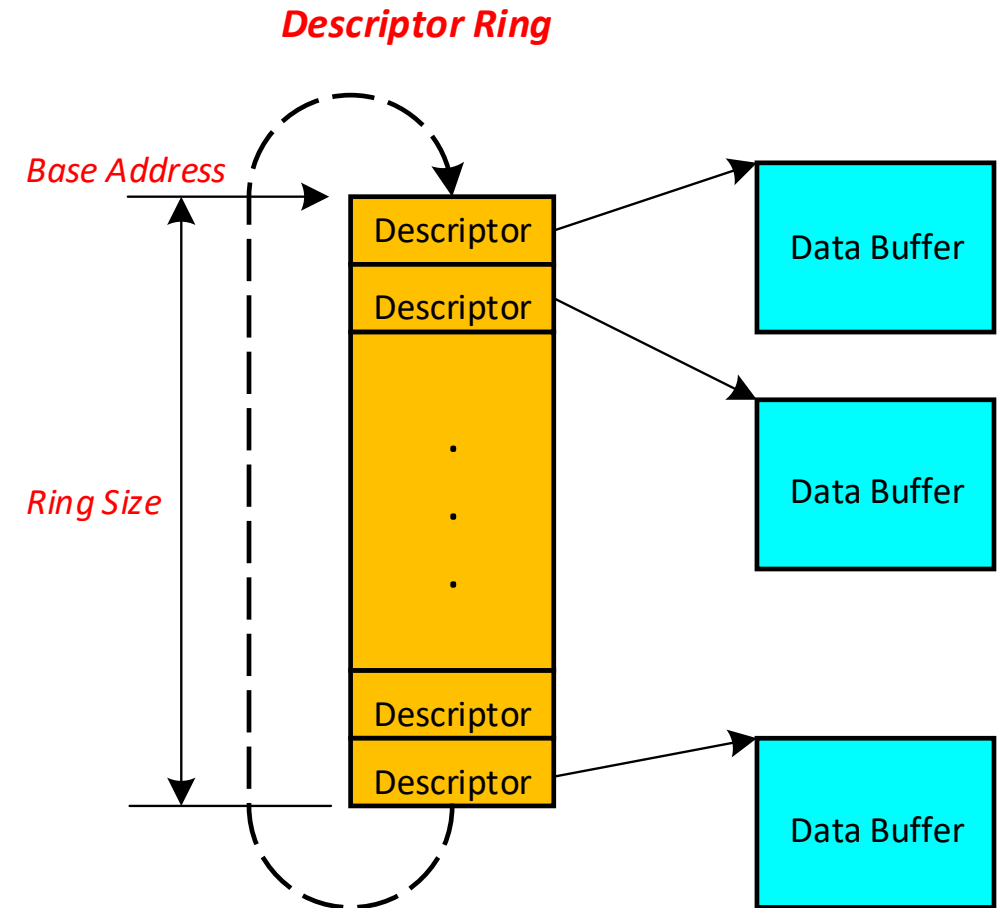 Descriptor Ring
Base Address
Descriptor
Data Buffer
Descriptor
.
Ring Size
Data Buffer
.
.
Descriptor
Descriptor
Data Buffer